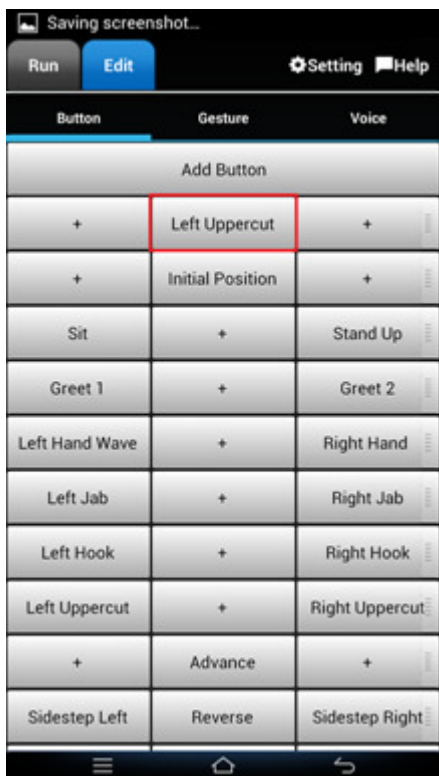 Saving screenshot...
Run Edit Setting Help
Button Gesture Voice
Add Button
+ Left Uppercut +
+ Initial Position +
Sit + Stand Up
Greet 1 + Greet 2
Left Hand Wave + Right Hand
Left Jab + Right Jab
Left Hook + Right Hook
Left Uppercut + Right Uppercut
+ Advance +
Sidestep Left Reverse Sidestep Right